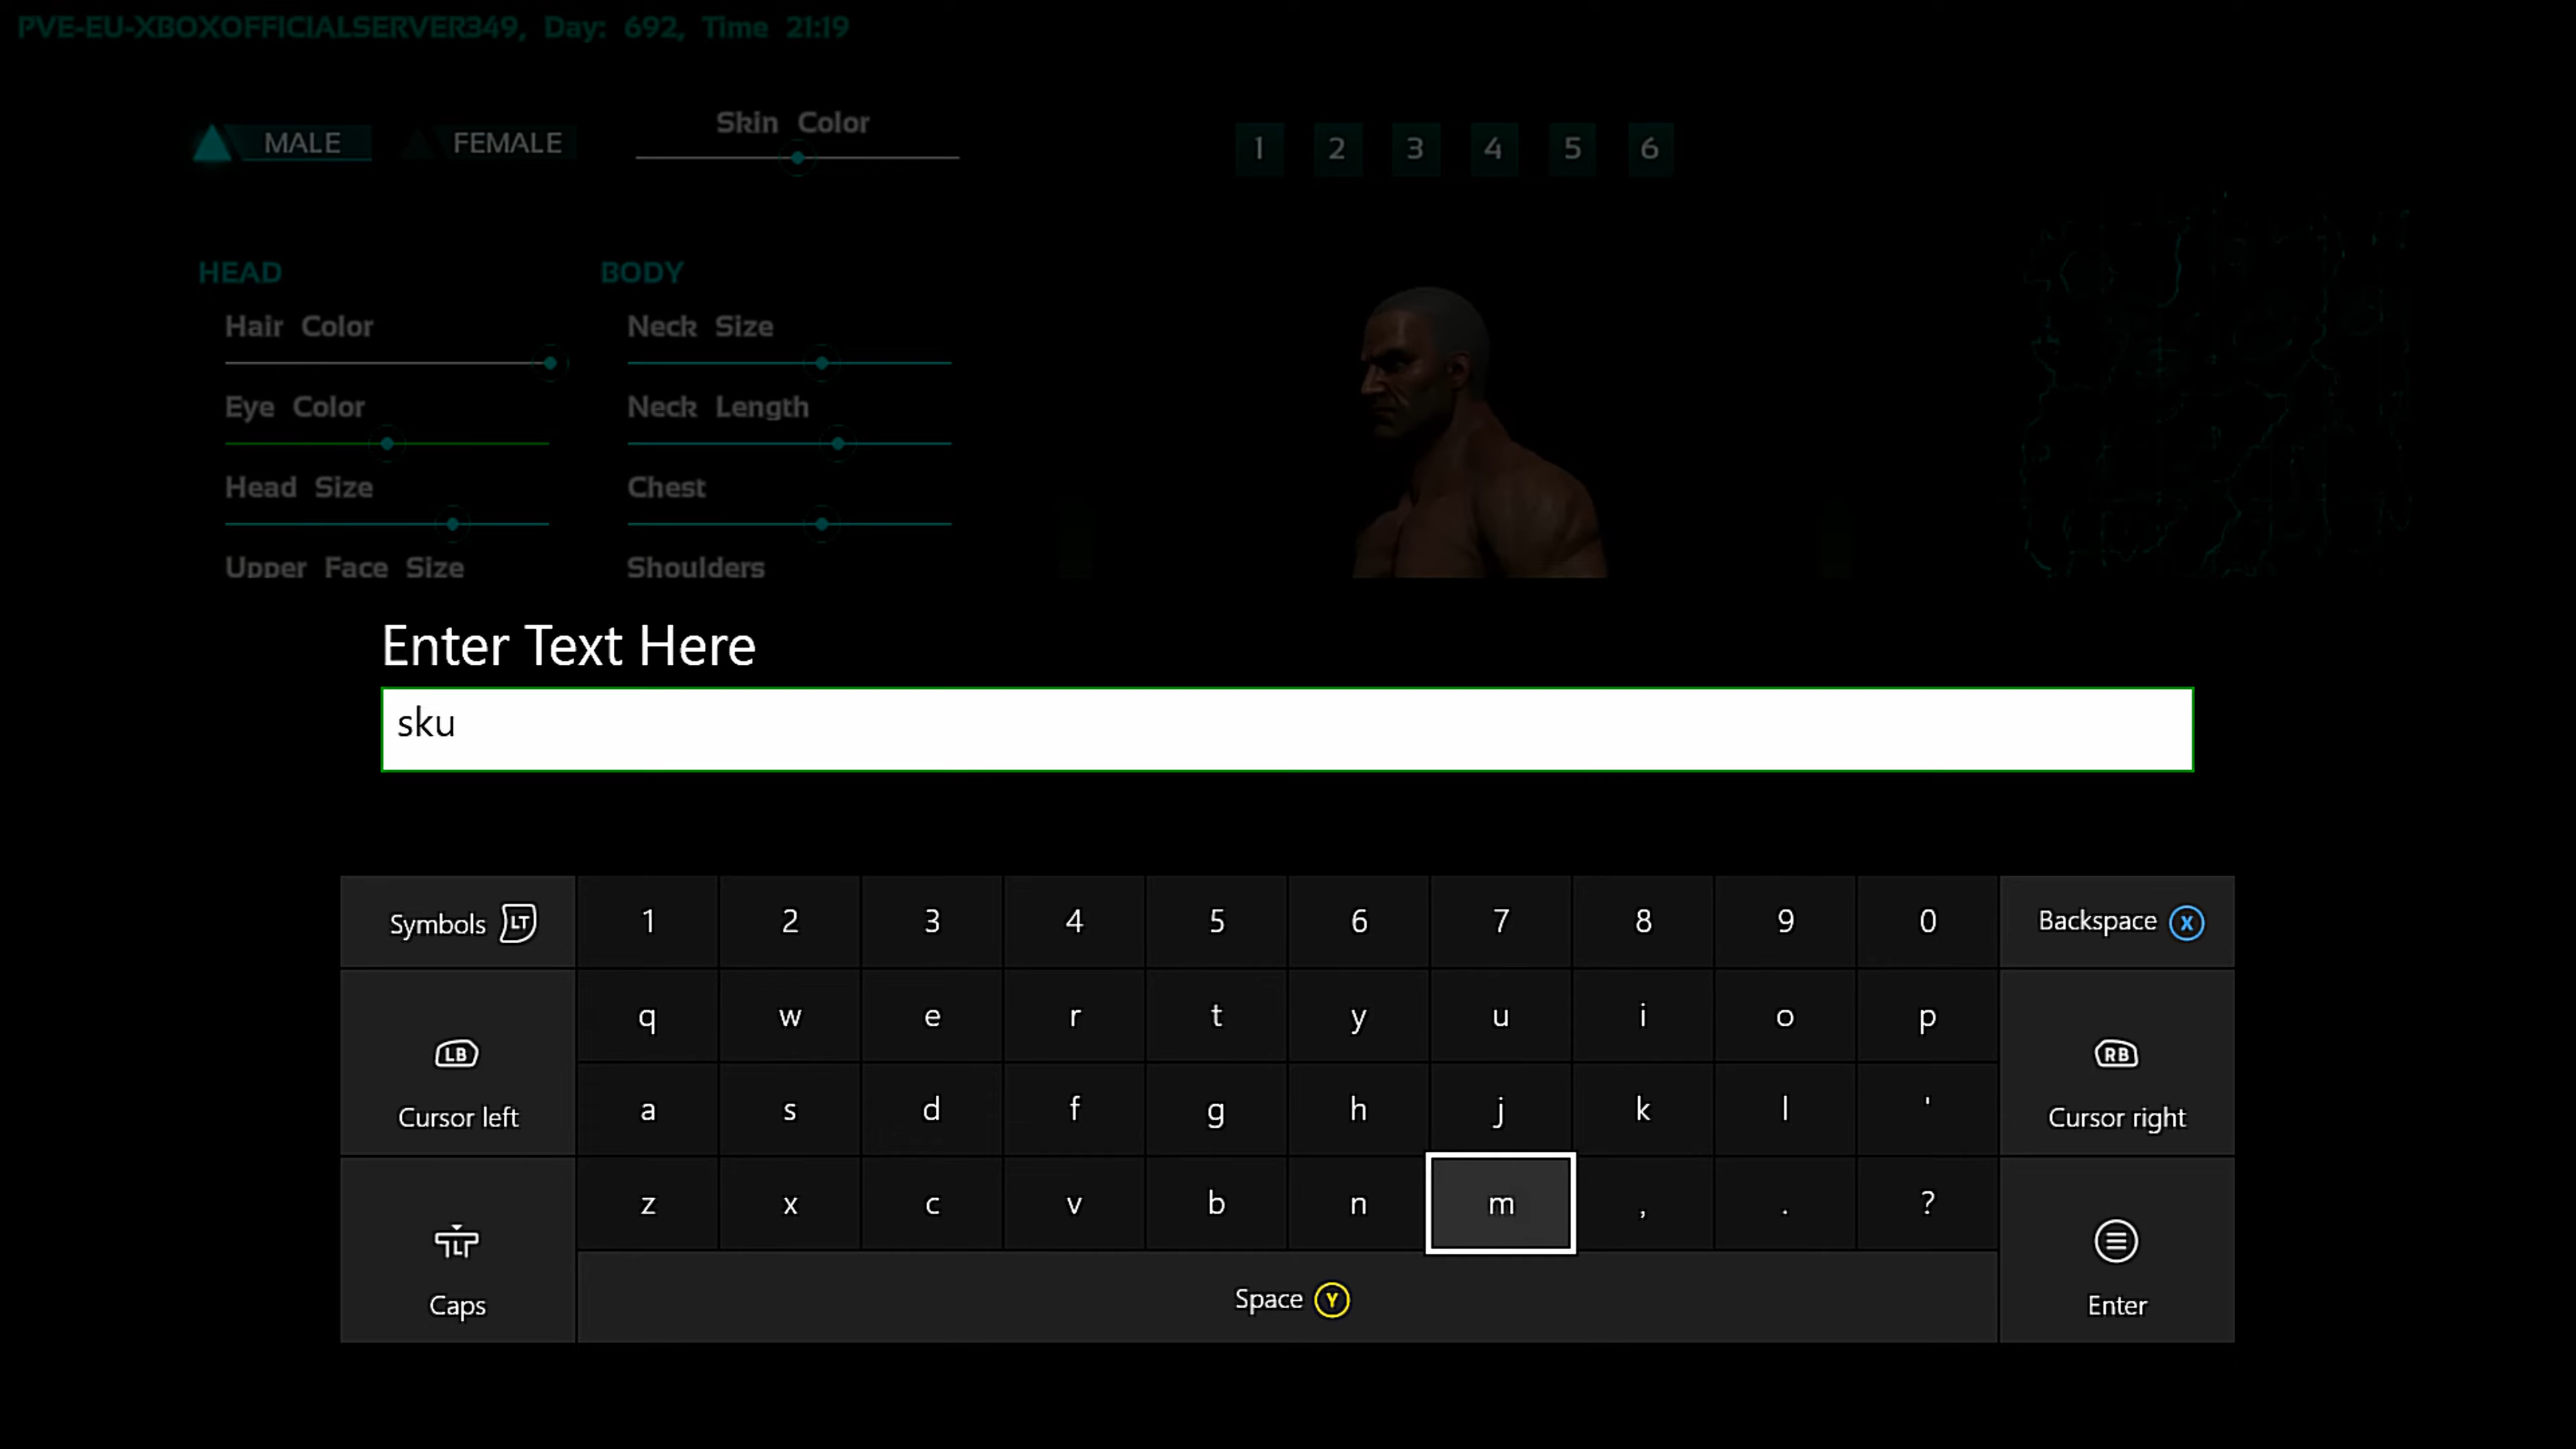 PVE-EU-XBOXOFFICIALSERVER349, Day: 692, Time 21:19
MALE FEMALE Skin Color 1 2 3 4 5 6
HEAD BODY
Hair Color Neck Size
Eye Color Neck Length
Head Size Chest
Upper Face Size Shoulders
Enter Text Here
sku
Symbols LT 1 2 3 4 5 6 7 8 9 0 Backspace X
q w e r t y u i o p
LB RB
Cursor left a s d f g h j k l ' Cursor right
z x c v b n m , . ?
LT
Caps Space Y Enter